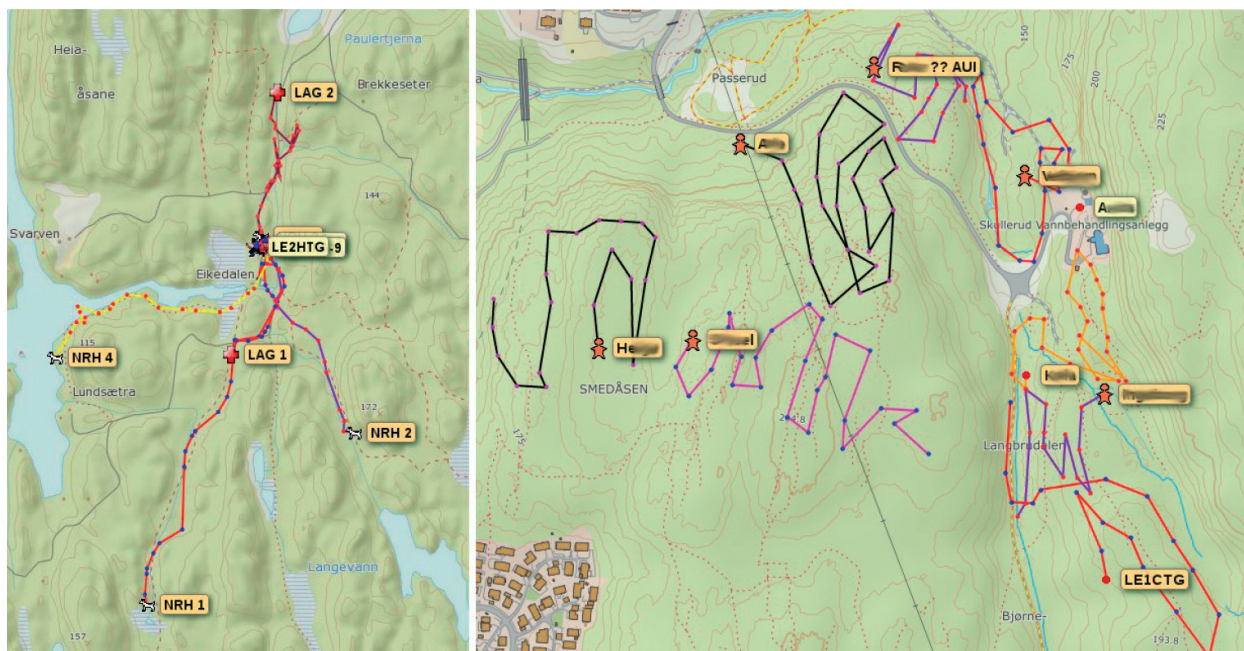 Heia-
åsane
Paulertjerna
LAG 2
Brekkeseter
144
Svarven
LE2HTG -9
Eikedalen
115
NRH 4
LAG 1
Lundsætra
172
NRH 2
Langevann
NRH 1
157
Passerud
150
175
200
225
?? AUI
Skullerud Vannbehandlingsanlegg
SMEDÅSEN
175
Langbrudalen
LE1CTG
Bjørne-
193.8